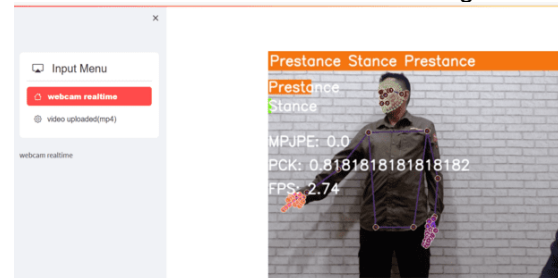 ×
Input Menu
webcam realtime
video uploaded(mp4)
webcam realtime
Prestance Stance Prestance
Prestance
Stance
MPJPE: 0.0
PCK: 0.8181818181818182
FPS: 2.74